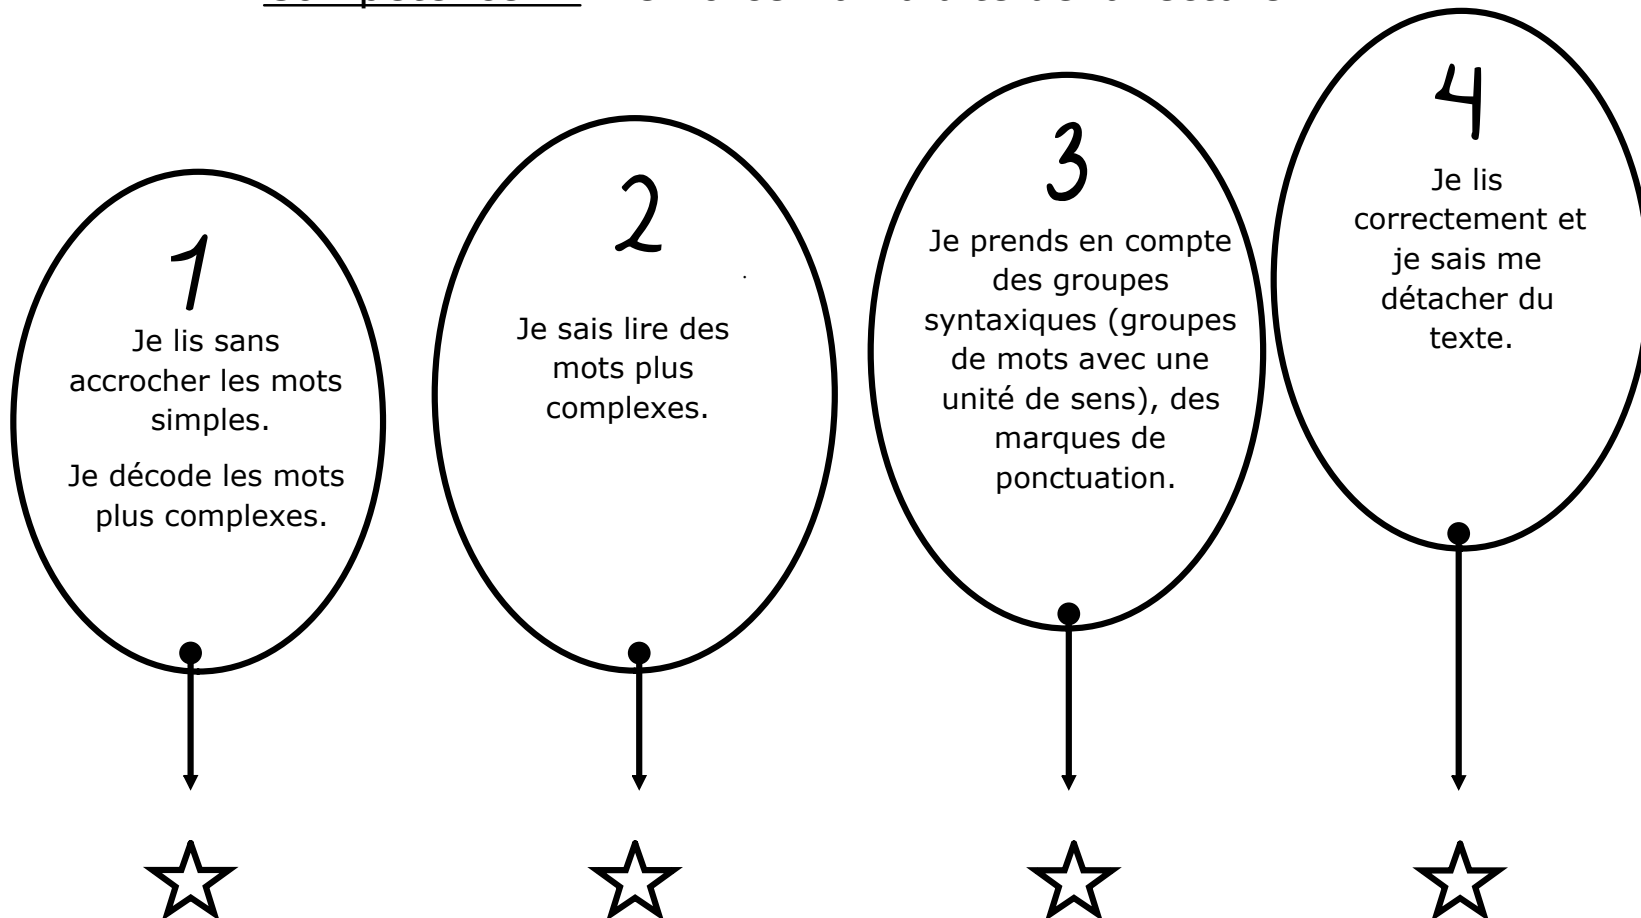 1
Je lis sans
accrocher les mots
simples.
Je décode les mots
plus complexes.
2
Je sais lire des
mots plus
complexes.
3
Je prends en compte
des groupes
syntaxiques (groupes
de mots avec une
unité de sens), des
marques de
ponctuation.
4
Je lis
correctement et
je sais me
détacher du
texte.